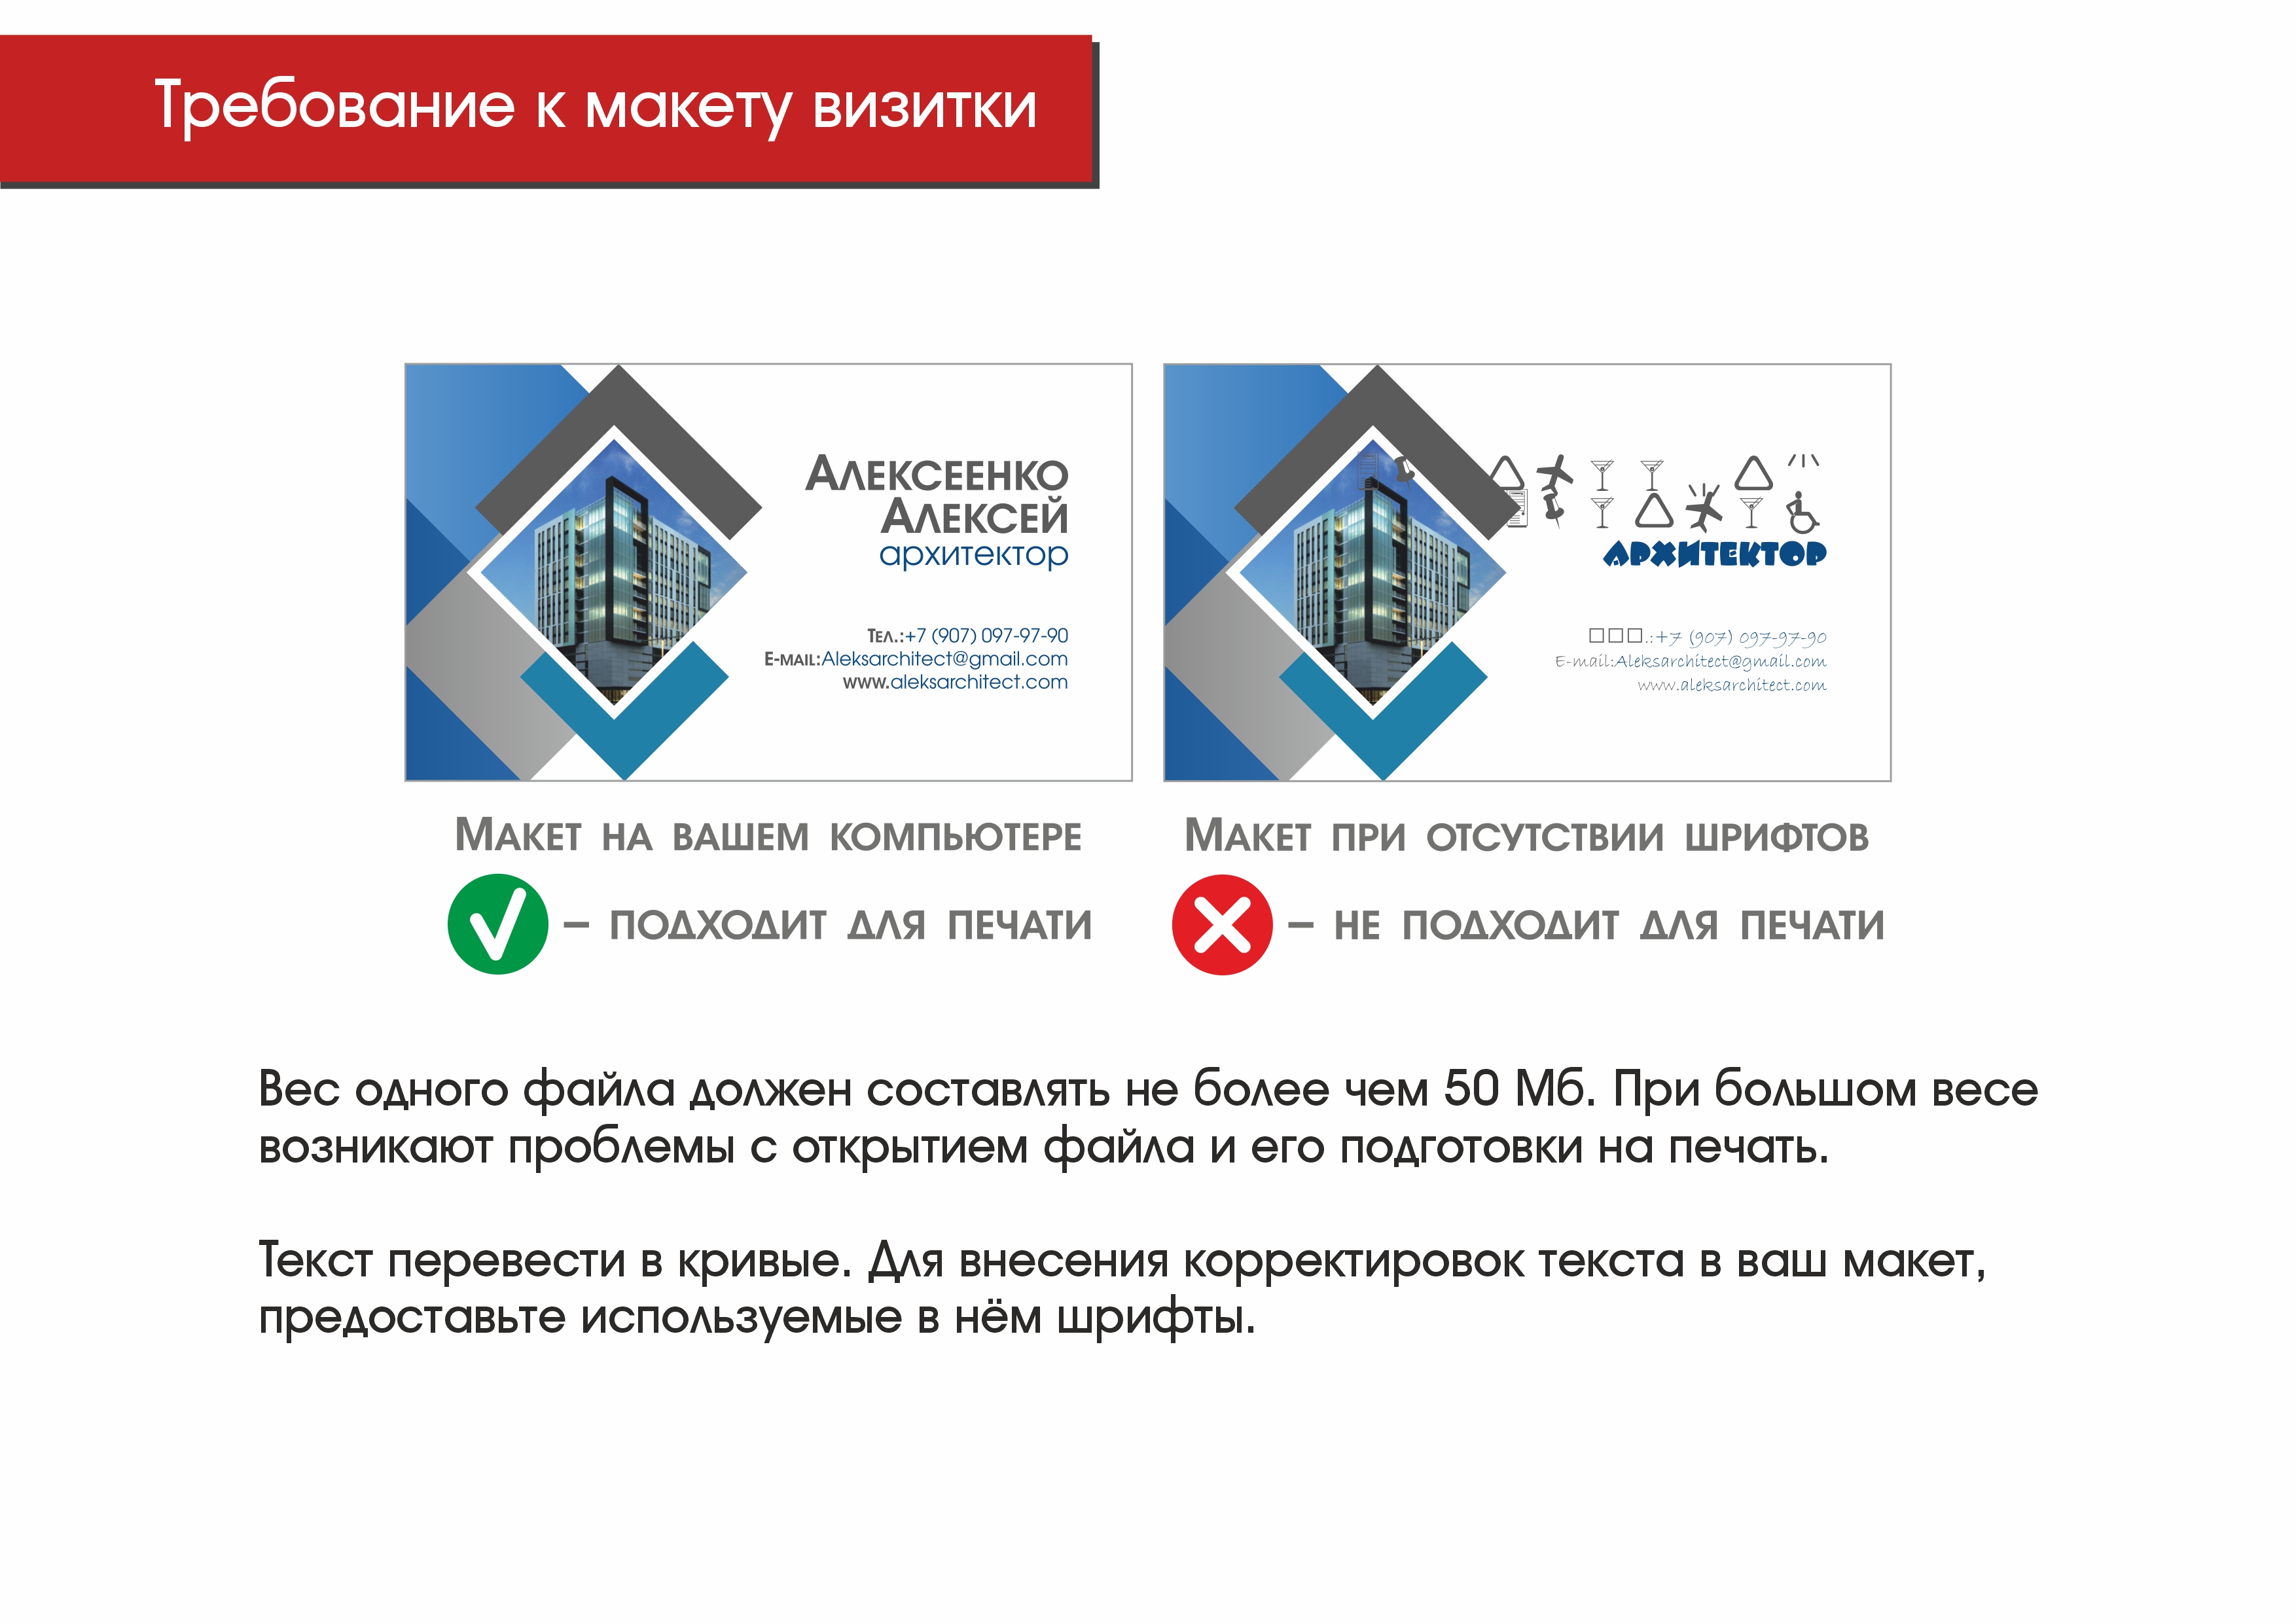 Требование к макету визитки
Алексеенко
Алексей
архитектор
Тел.:+7 (907) 097-97-90
E-mail:Aleksarchitect@gmail.com
www.aleksarchitect.com
архитектор
□□□.:+7 (907) 097-97-90
E-mail:Aleksarchitect@gmail.com
www.aleksarchitect.com
Макет на вашем компьютере
– подходит для печати
Макет при отсутствии шрифтов
– не подходит для печати
Вес одного файла должен составлять не более чем 50 Мб. При большом весе
возникают проблемы с открытием файла и его подготовки на печать.
Текст перевести в кривые. Для внесения корректировок текста в ваш макет,
предоставьте используемые в нём шрифты.